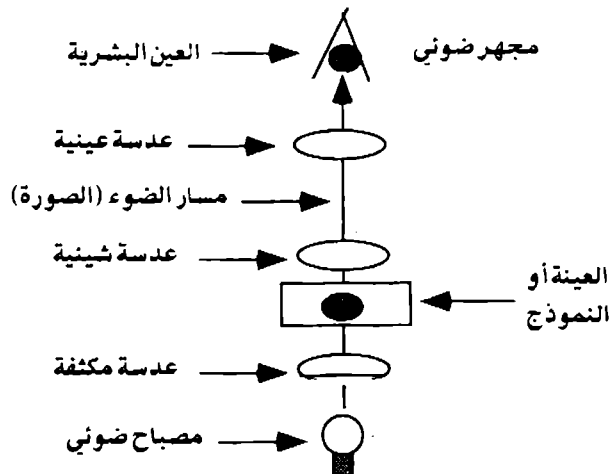 مجهر ضوئي
العين البشرية
عدسة عينية
مسار الضوء (الصورة)
عدسة شيئية
العينة أو
النموذج
عدسة مكثفة
مصباح ضوئي